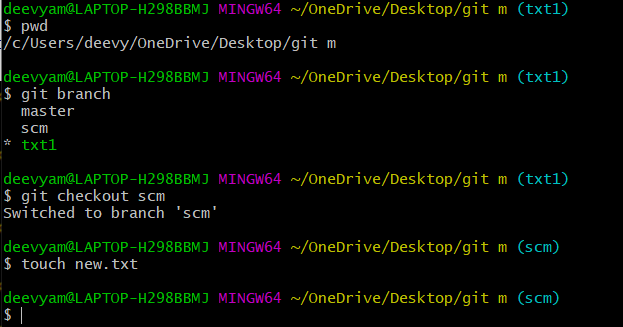 deevyam@LAPTOP-H298BBMJ MINGW64 ~/OneDrive/Desktop/git m (txt1)
$ pwd
/c/Users/deevy/OneDrive/Desktop/git m
deevyam@LAPTOP-H298BBMJ MINGW64 ~/OneDrive/Desktop/git m (txt1)
$ git branch
  master
  scm
* txt1
deevyam@LAPTOP-H298BBMJ MINGW64 ~/OneDrive/Desktop/git m (txt1)
$ git checkout scm
Switched to branch 'scm'
deevyam@LAPTOP-H298BBMJ MINGW64 ~/OneDrive/Desktop/git m (scm)
$ touch new.txt
deevyam@LAPTOP-H298BBMJ MINGW64 ~/OneDrive/Desktop/git m (scm)
$